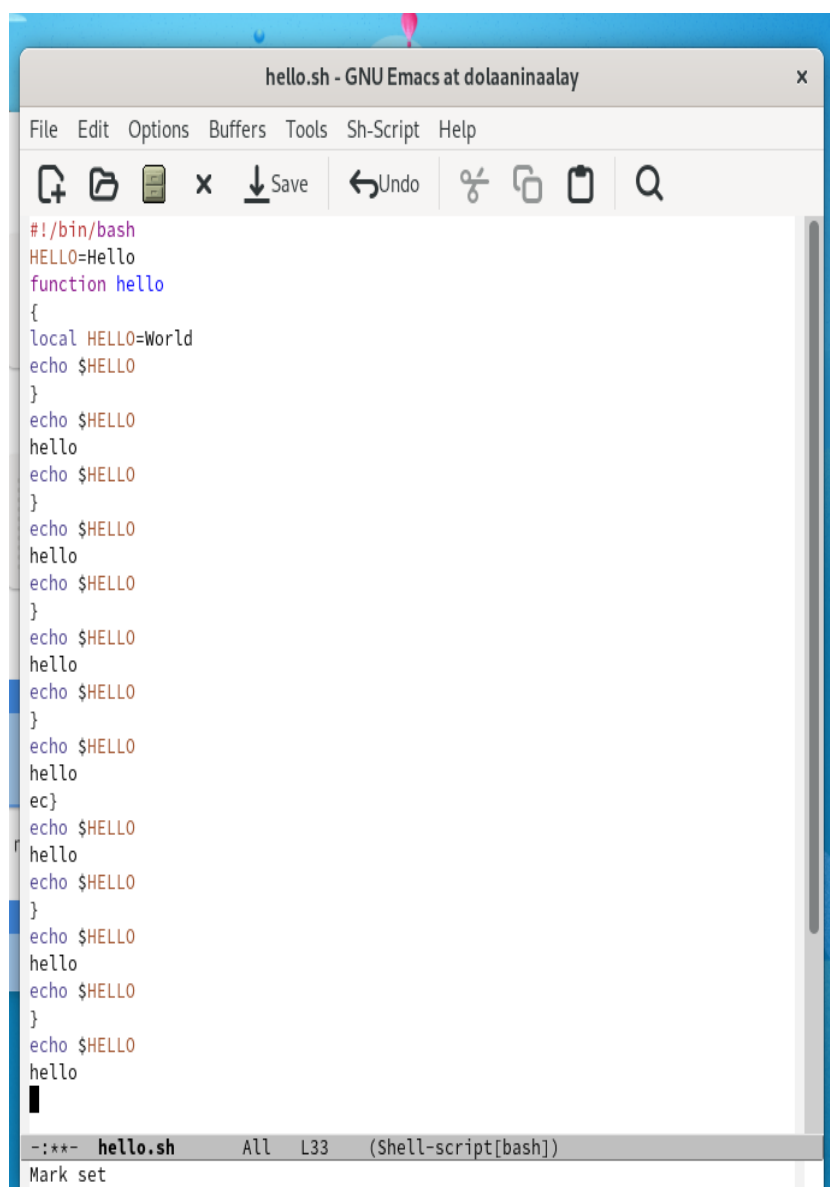 hello.sh - GNU Emacs at dolaaninaalay
File Edit Options Buffers Tools Sh-Script Help
Save Undo
#!/bin/bash
HELLO=Hello
function hello
{
local HELLO=World
echo $HELLO
}
echo $HELLO
hello
echo $HELLO
}
echo $HELLO
hello
echo $HELLO
}
echo $HELLO
hello
echo $HELLO
}
echo $HELLO
hello
ec}
echo $HELLO
hello
echo $HELLO
}
echo $HELLO
hello
echo $HELLO
}
echo $HELLO
hello
-:**- hello.sh All L33 (Shell-script[bash])
Mark set